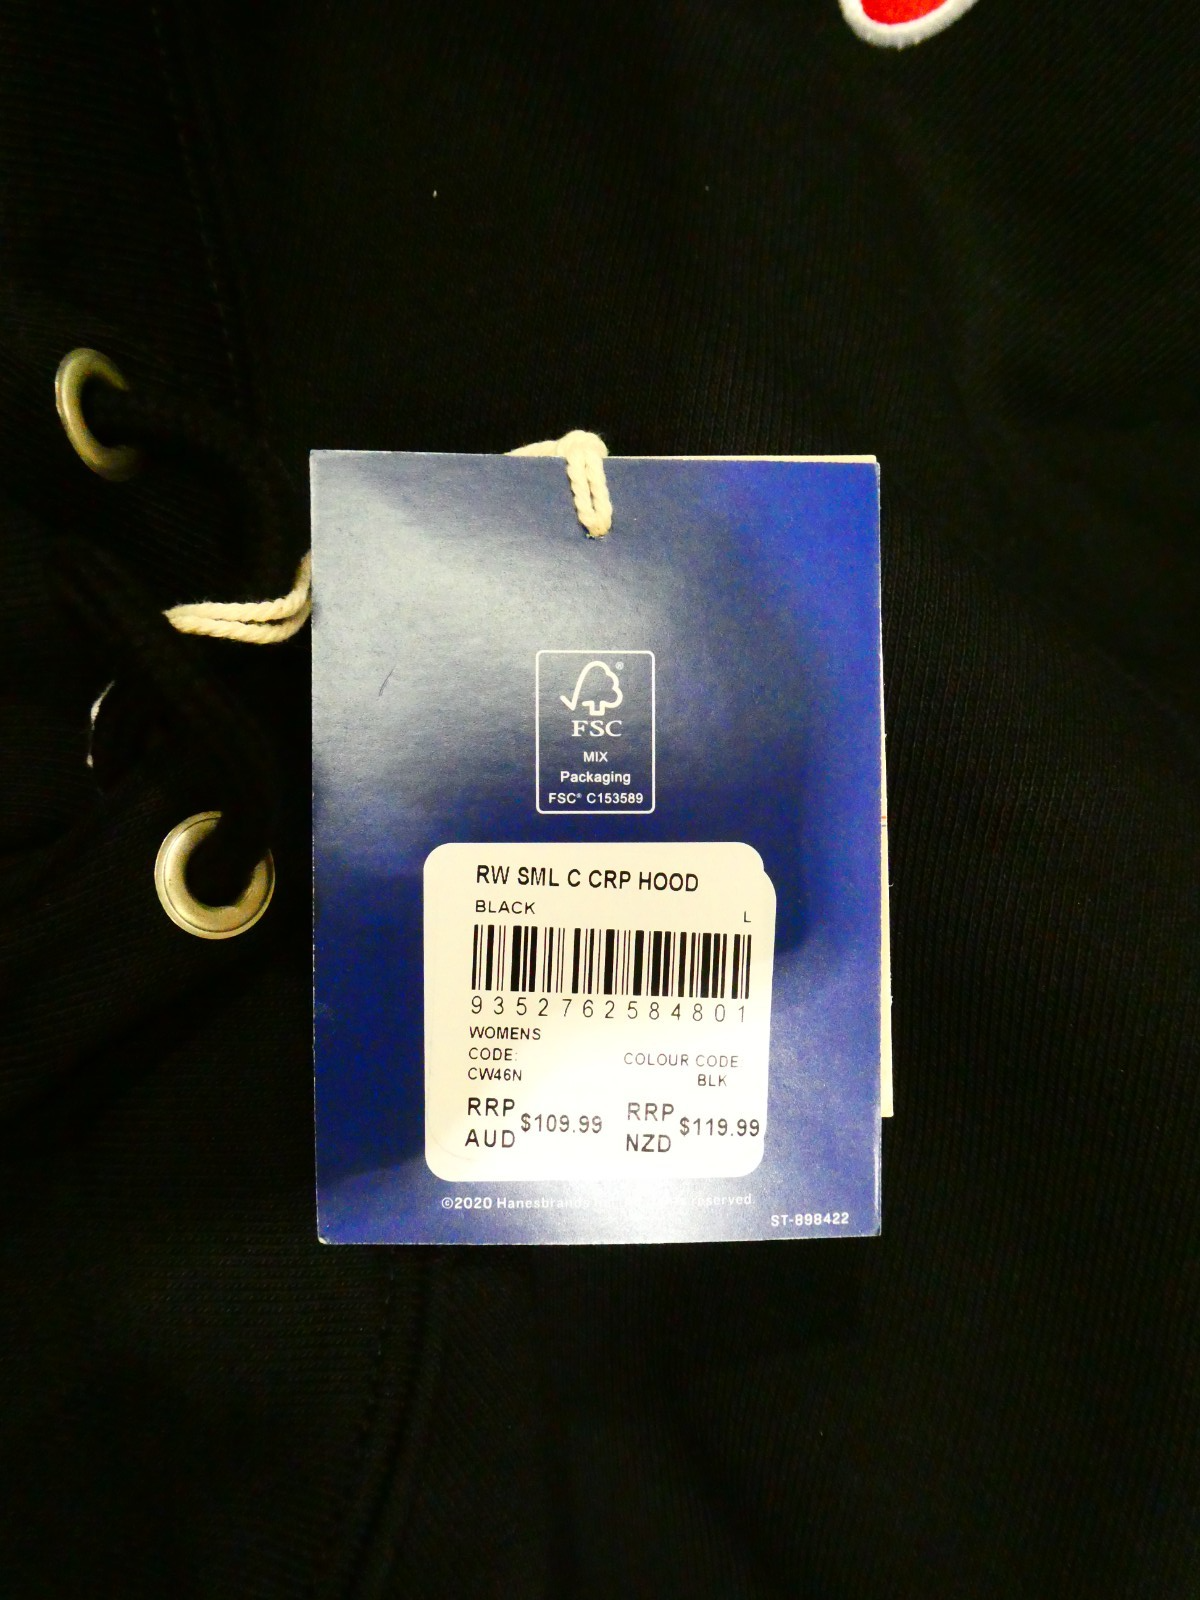 ®
FSC
MIX
Packaging
FSC® C153589
RW SML C CRP HOOD
BLACK
L
9352762584801
WOMENS
CODE: COLOUR CODE
CW46N BLK
RRP AUD $109.99 RRP NZD $119.99
©2020 Hanesbrands reserved.
ST-898422